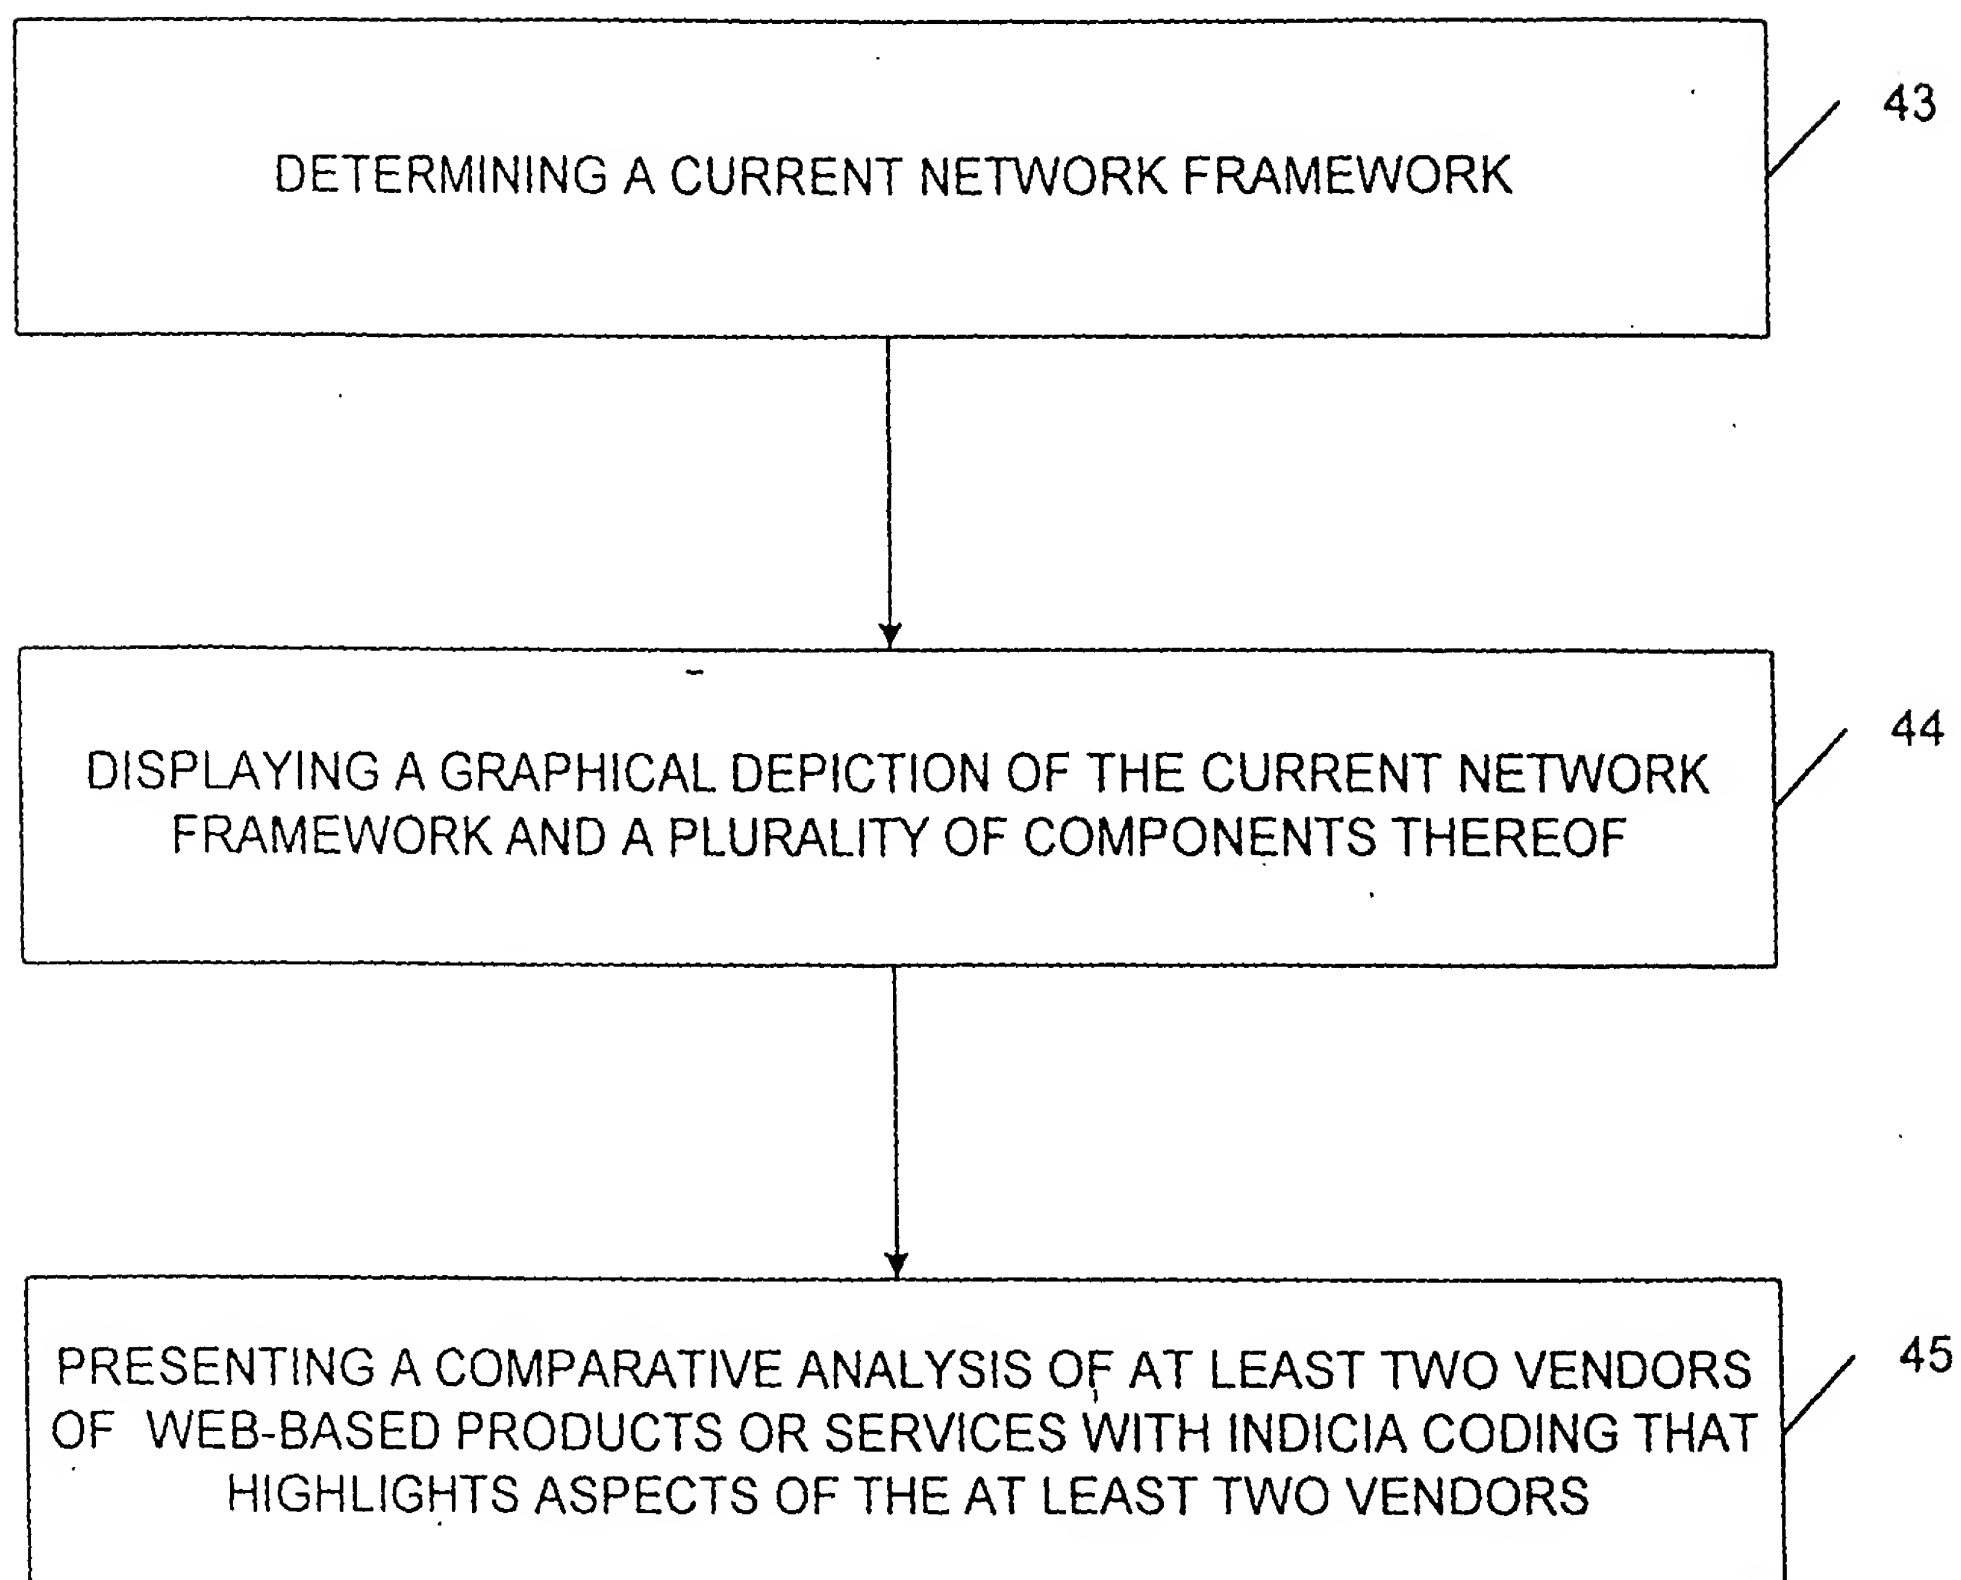 DETERMINING A CURRENT NETWORK FRAMEWORK
43
DISPLAYING A GRAPHICAL DEPICTION OF THE CURRENT NETWORK
FRAMEWORK AND A PLURALITY OF COMPONENTS THEREOF
44
PRESENTING A COMPARATIVE ANALYSIS OF AT LEAST TWO VENDORS
OF WEB-BASED PRODUCTS OR SERVICES WITH INDICIA CODING THAT
HIGHLIGHTS ASPECTS OF THE AT LEAST TWO VENDORS
45